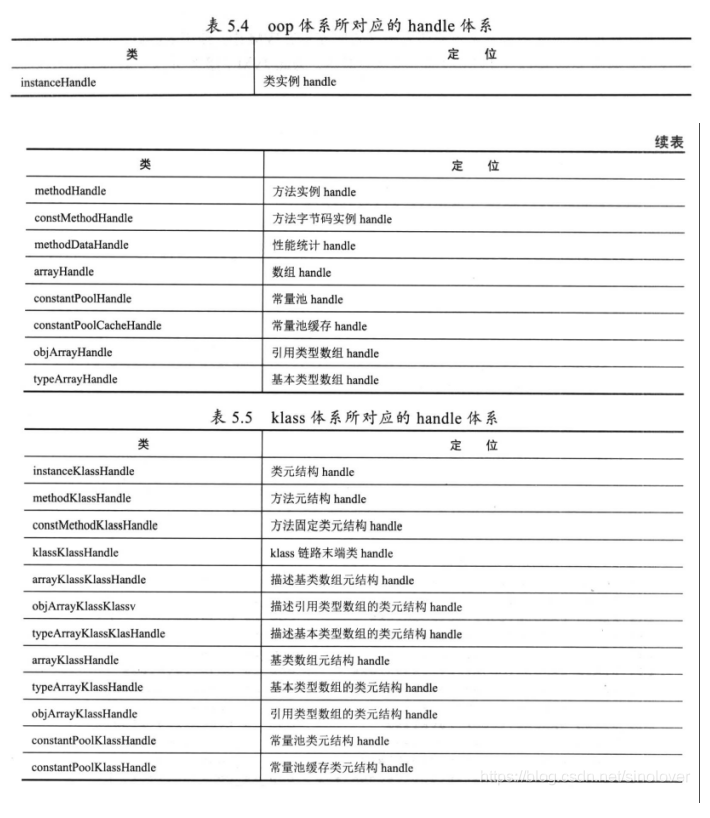 表 5.4 oop 体系所对应的 handle 体系
类 定 位
instanceHandle 类实例 handle
续表
类 定 位
methodHandle 方法实例 handle
constMethodHandle 方法字节码实例 handle
methodDataHandle 性能统计 handle
arrayHandle 数组 handle
constantPoolHandle 常量池 handle
constantPoolCacheHandle 常量池缓存 handle
objArrayHandle 引用类型数组 handle
typeArrayHandle 基本类型数组 handle
表 5.5 klass 体系所对应的 handle 体系
类 定 位
instanceKlassHandle 类元结构 handle
methodKlassHandle 方法元结构 handle
constMethodKlassHandle 方法固定类元结构 handle
klassKlassHandle klass 链路末端类 handle
arrayKlassKlassHandle 描述基类数组元结构 handle
objArrayKlassKlassv 描述引用类型数组的类元结构 handle
typeArrayKlassKlasHandle 描述基本类型数组的类元结构 handle
arrayKlassHandle 基类数组元结构 handle
typeArrayKlassHandle 基本类型数组的类元结构 handle
objArrayKlassHandle 引用类型数组的类元结构 handle
constantPoolKlassHandle 常量池类元结构 handle
constantPoolKlassHandle 常量池缓存类元结构 handle
https://blog.csdn.net/sinolover